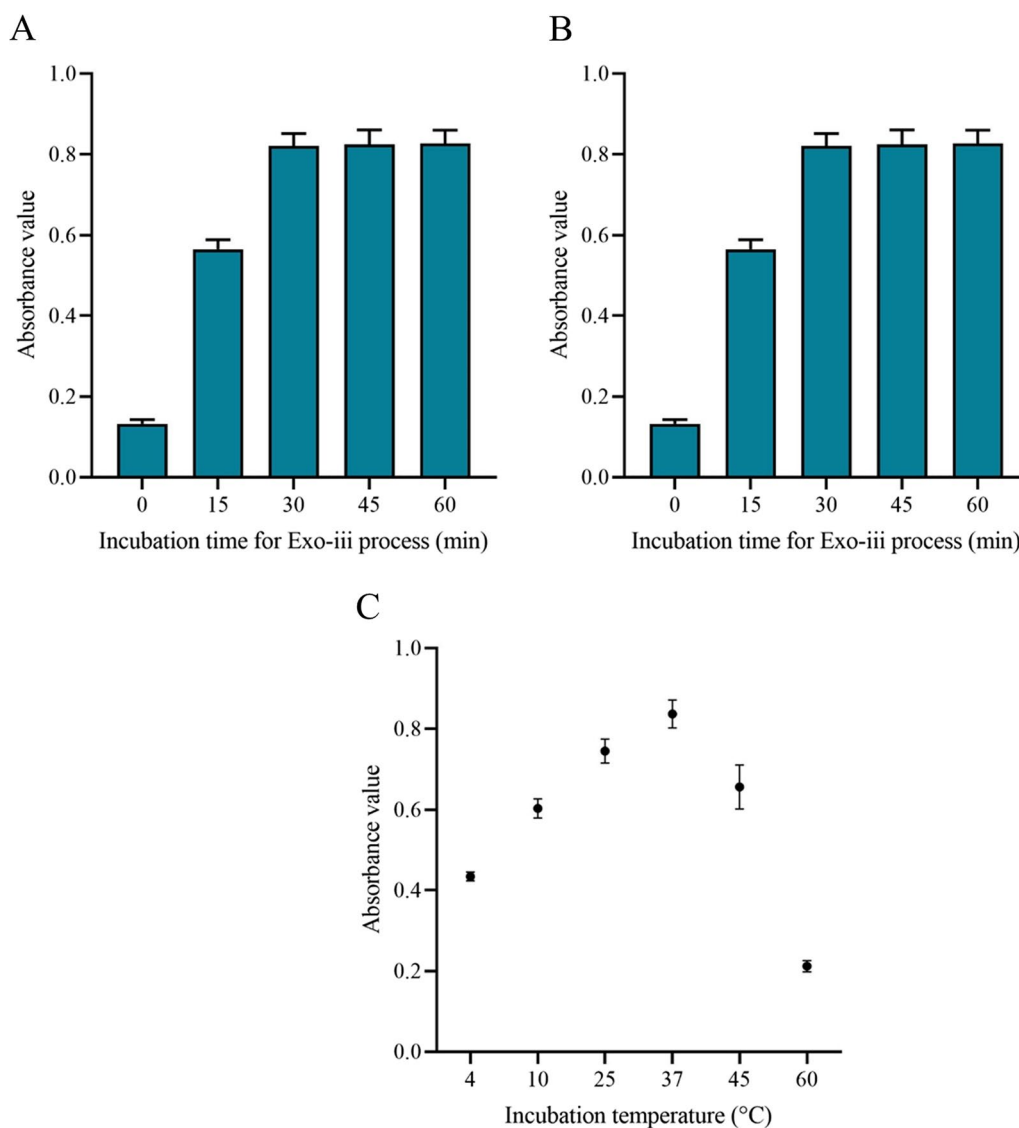 A
Absorbance value
1.0
0.8
0.6
0.4
0.2
0.0
0 15 30 45 60
Incubation time for Exo-iii process (min)
B
Absorbance value
1.0
0.8
0.6
0.4
0.2
0.0
0 15 30 45 60
Incubation time for Exo-iii process (min)
C
Absorbance value
1.0
0.8
0.6
0.4
0.2
0.0
4 10 25 37 45 60
Incubation temperature (°C)